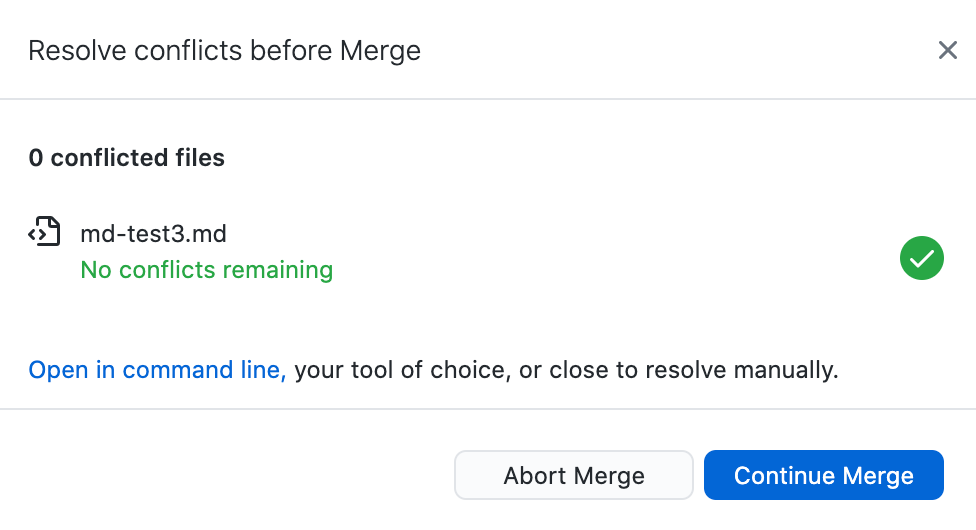 Resolve conflicts before Merge
0 conflicted files
md-test3.md
No conflicts remaining
Open in command line, your tool of choice, or close to resolve manually.
Abort Merge
Continue Merge